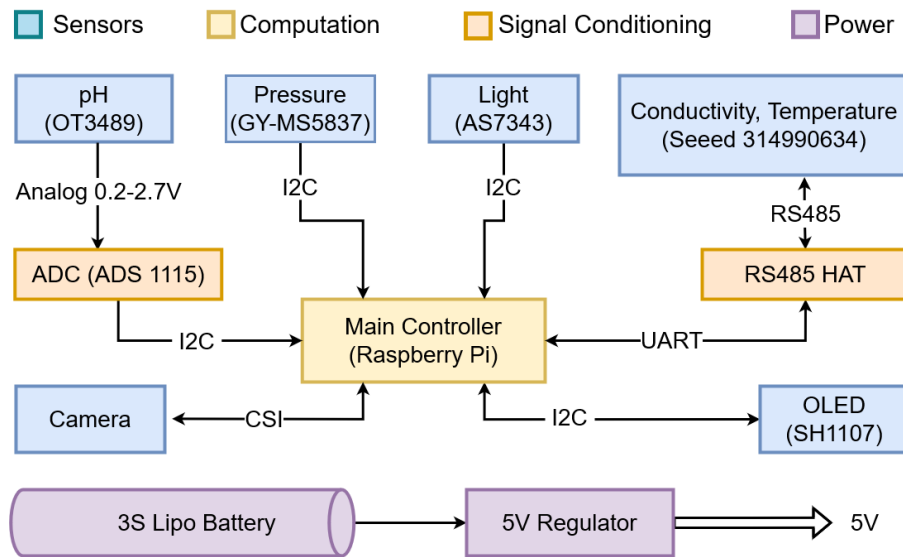 Sensors
Computation
Signal Conditioning
Power
pH
(OT3489)
Pressure
(GY-MS5837)
Light
(AS7343)
Conductivity, Temperature
(Seeed 314990634)
Analog 0.2-2.7V
I2C
I2C
RS485
ADC (ADS 1115)
RS485 HAT
I2C
Main Controller
(Raspberry Pi)
UART
Camera
CSI
I2C
OLED
(SH1107)
3S Lipo Battery
5V Regulator
5V